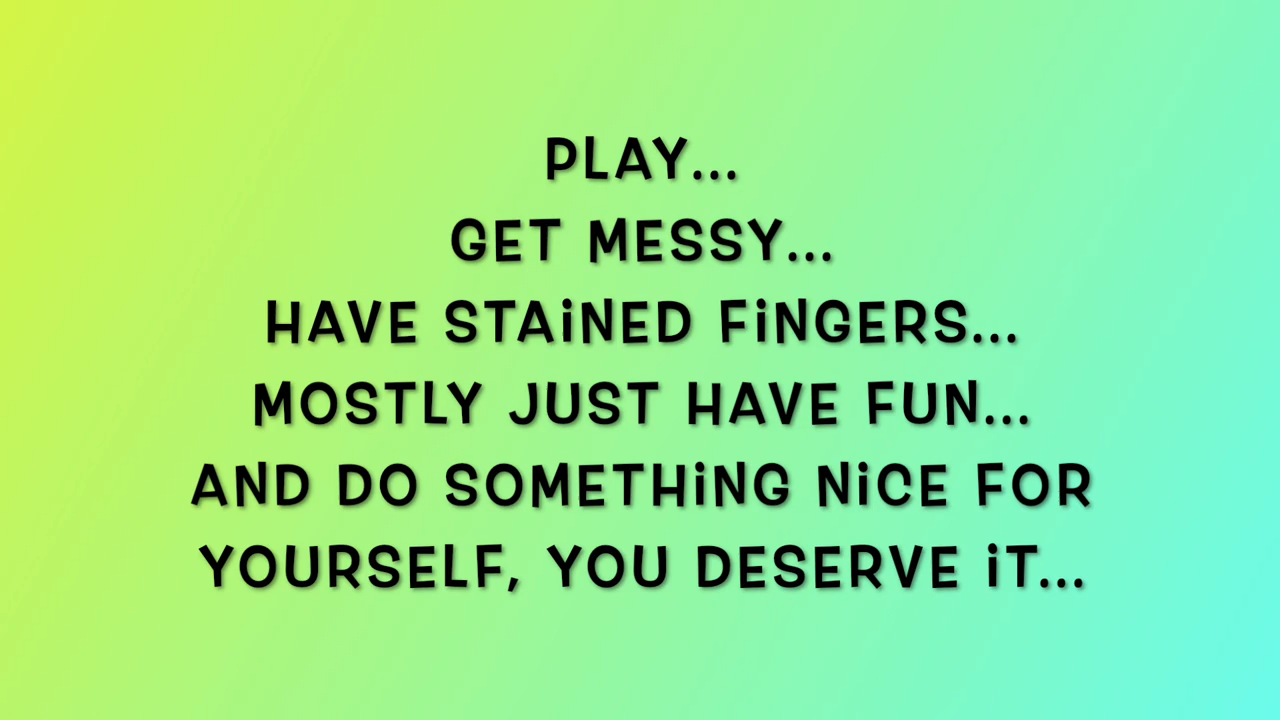 PLAY...
GET MESSY...
HAVE STAiNED FiNGERS...
MOSTLY JUST HAVE FUN...
AND DO SOMETHiNG NiCE FOR
YOURSELF, YOU DESERVE iT...